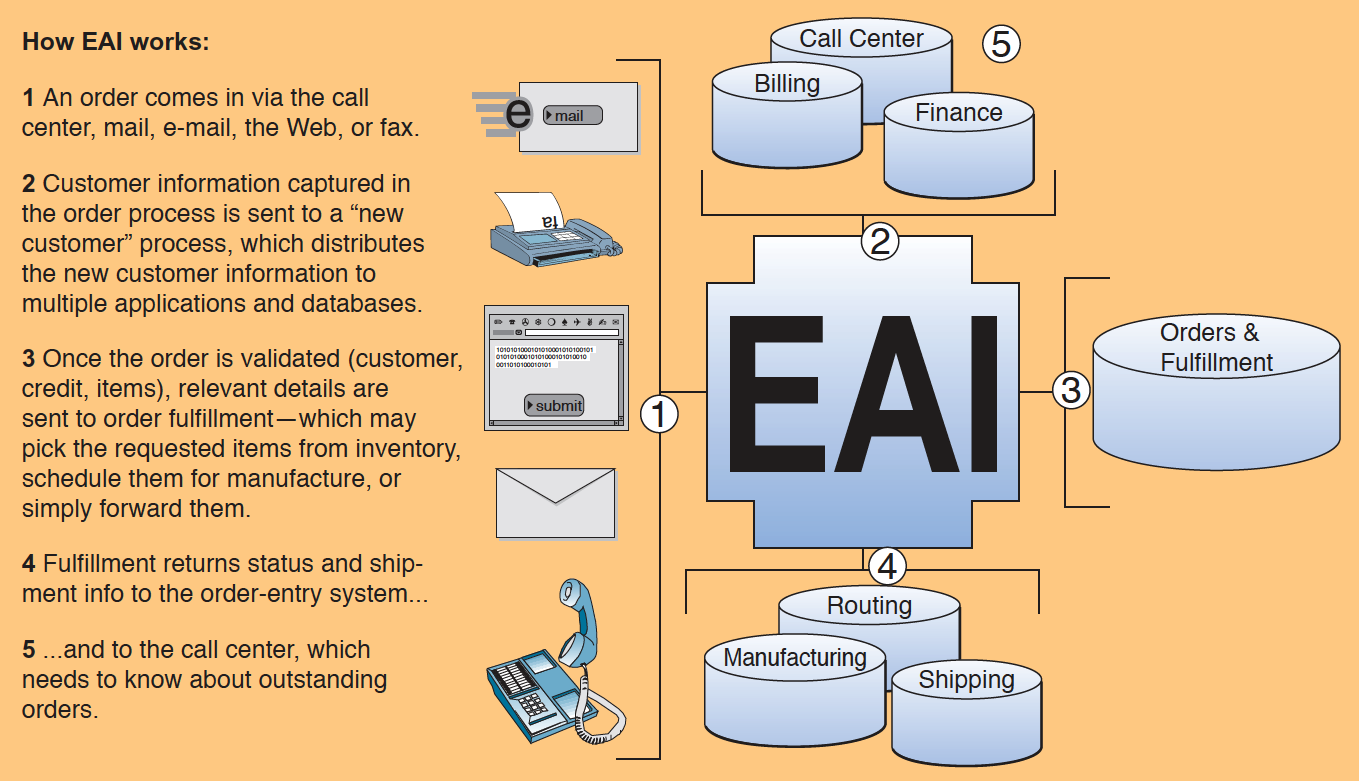 How EAI works:
1 An order comes in via the call
center, mail, e-mail, the Web, or fax.
2 Customer information captured in
the order process is sent to a “new
customer” process, which distributes
the new customer information to
multiple applications and databases.
3 Once the order is validated (customer,
credit, items), relevant details are
sent to order fulfillment—which may
pick the requested items from inventory,
schedule them for manufacture, or
simply forward them.
4 Fulfillment returns status and ship-
ment info to the order-entry system...
5 ...and to the call center, which
needs to know about outstanding
orders.
e
mail
fa
submit
1
Call Center
5
Billing
Finance
2
EAI
3
Orders &
Fulfillment
4
Routing
Manufacturing
Shipping